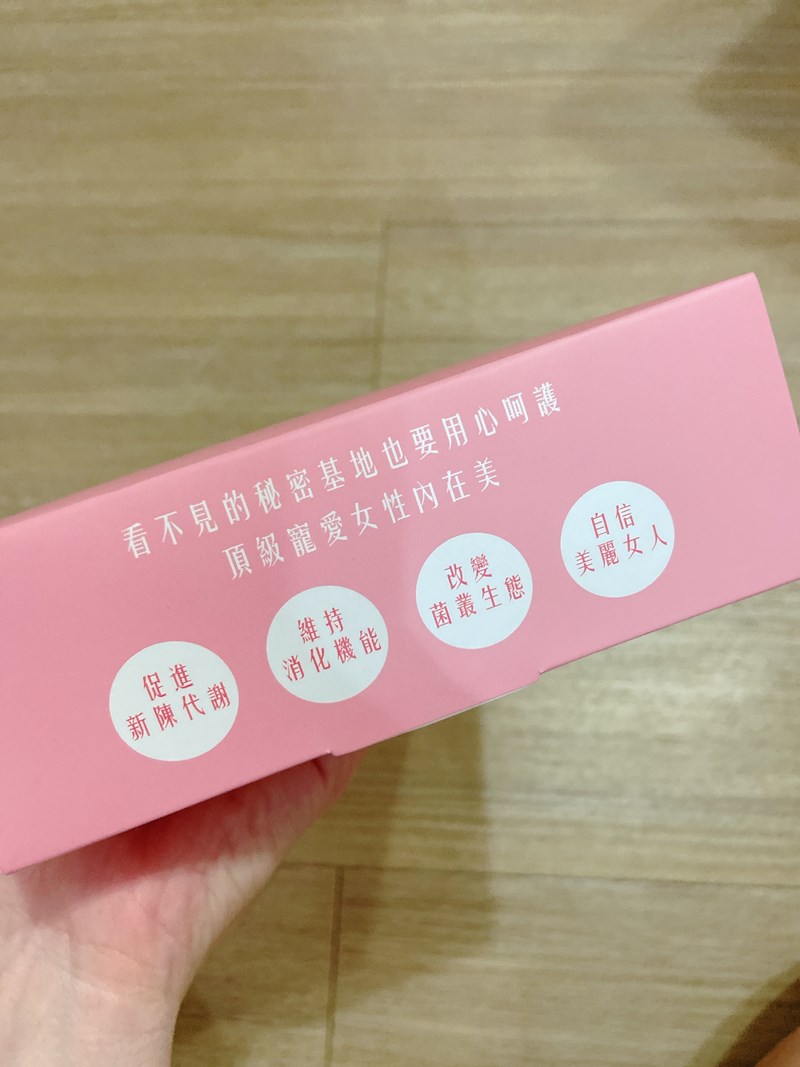 看不見的秘密基地也要用心呵護
頂級寵愛女性內在美
促進
新陳代謝
維持
消化機能
改變
菌叢生態
自信
美麗女人